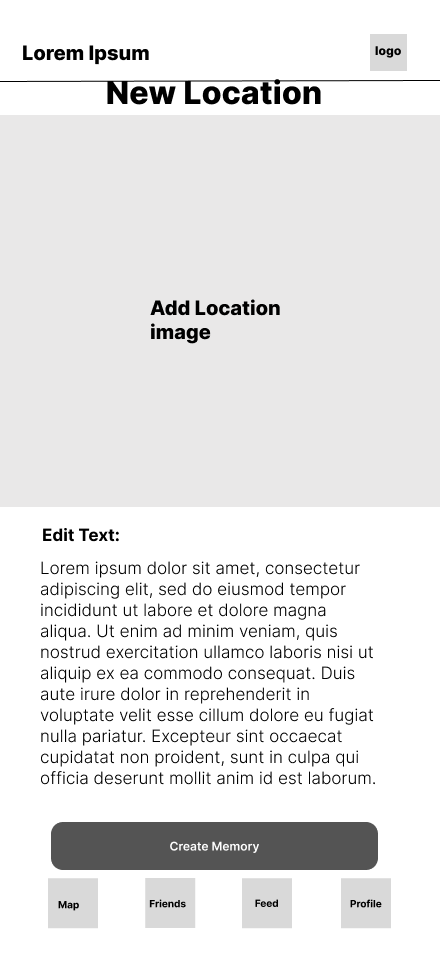 Lorem Ipsum
logo
New Location
Add Location
image
Edit Text:
Lorem ipsum dolor sit amet, consectetur
adipiscing elit, sed do eiusmod tempor
incididunt ut labore et dolore magna
aliqua. Ut enim ad minim veniam, quis
nostrud exercitation ullamco laboris nisi ut
aliquip ex ea commodo consequat. Duis
aute irure dolor in reprehenderit in
voluptate velit esse cillum dolore eu fugiat
nulla pariatur. Excepteur sint occaecat
cupidatat non proident, sunt in culpa qui
officia deserunt mollit anim id est laborum.
Create Memory
Map
Friends
Feed
Profile